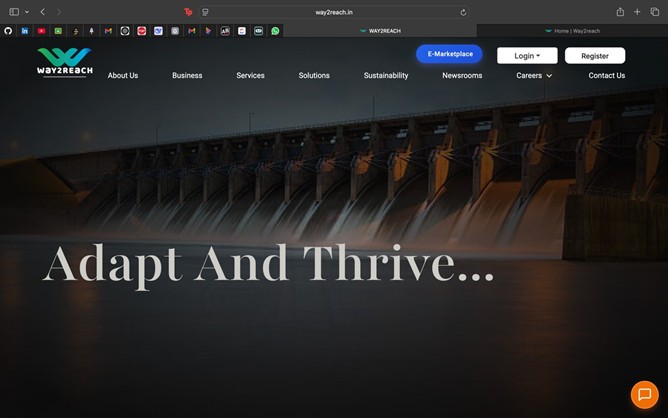 way2reach.in
WAY2REACH
Home | Way2reach
WAY2REACH
E-Marketplace
Login
Register
About Us
Business
Services
Solutions
Sustainability
Newsrooms
Careers
Contact Us
Adapt And Thrive...